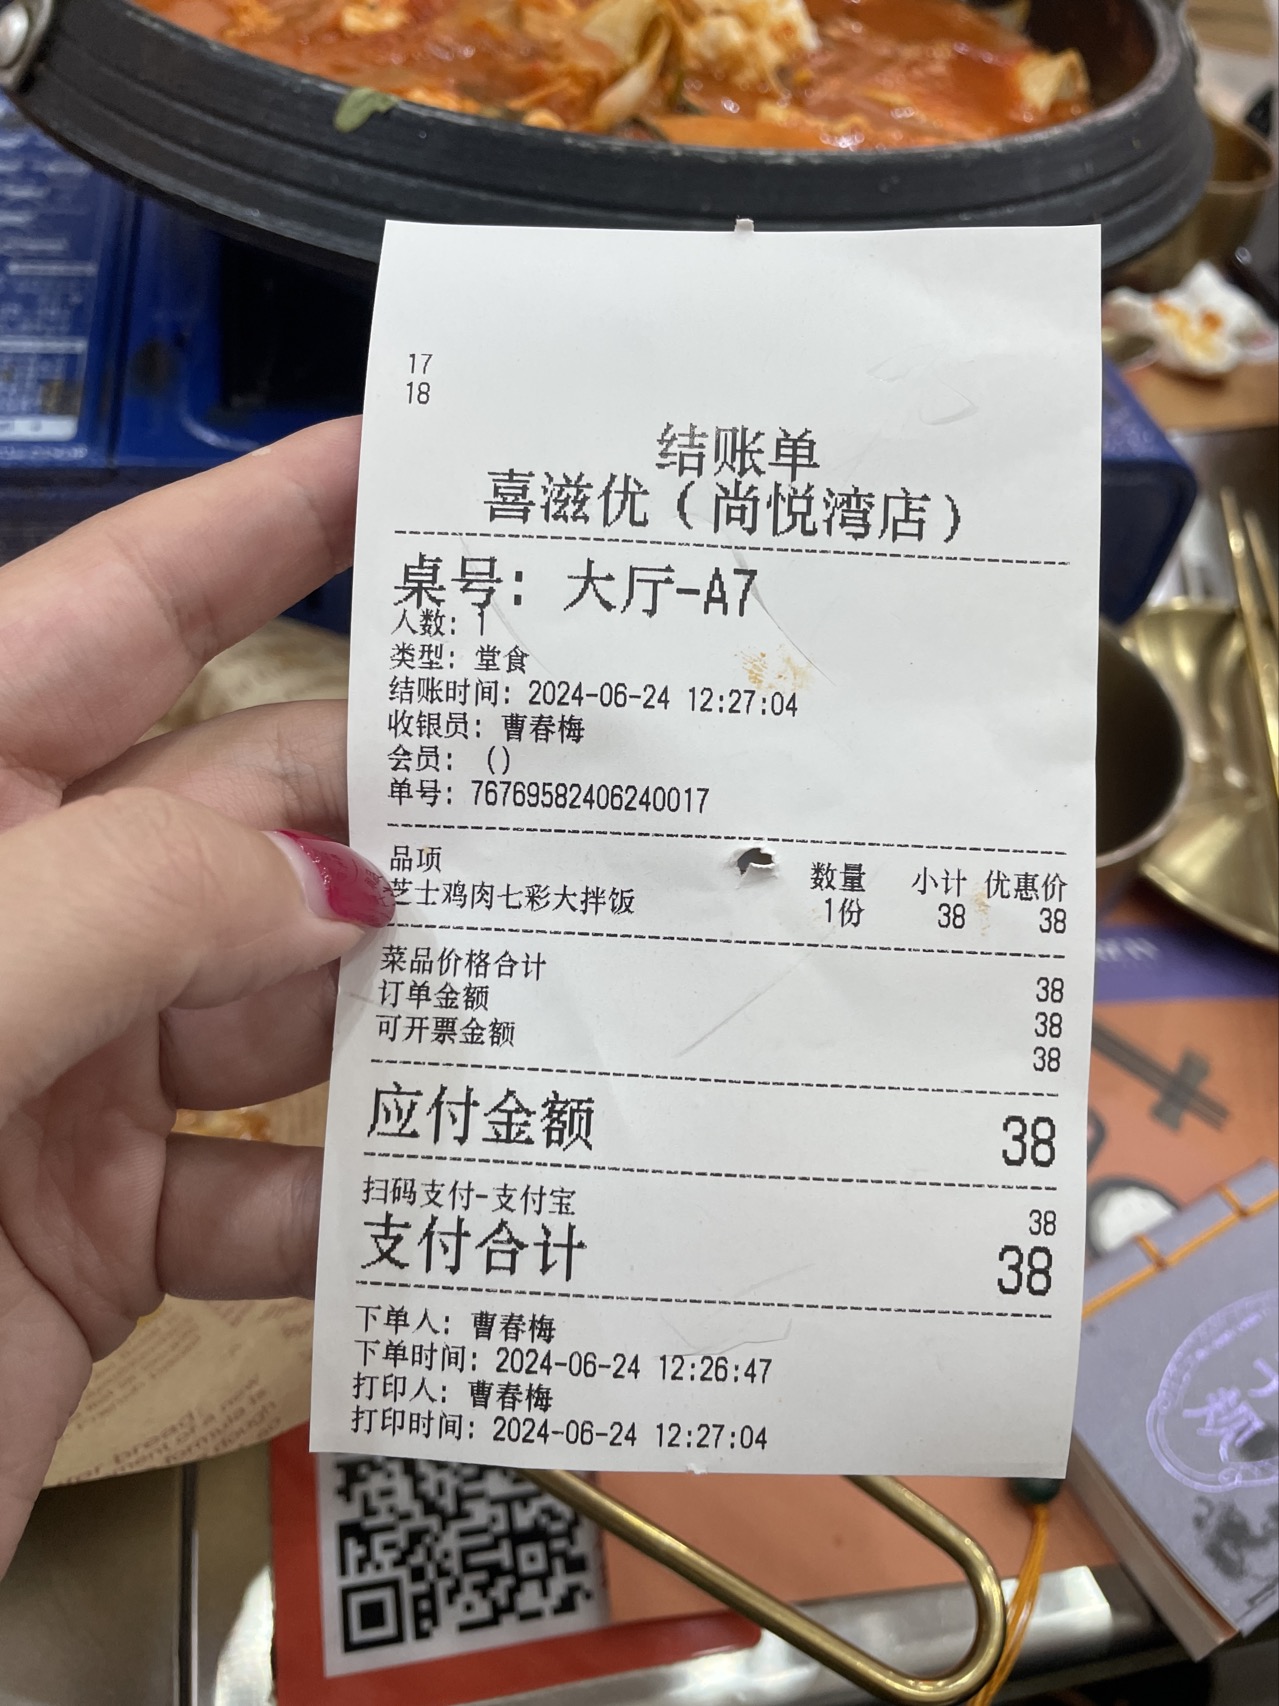 17
18
结账单
喜滋优（尚悦湾店）
桌号：大厅-A7
人数：1
类型：堂食
结账时间：2024-06-24 12:27:04
收银员：曹春梅
会员：()
单号：76769582406240017
品项 数量 小计 优惠价
芝士鸡肉七彩大拌饭 1份 38 38
菜品价格合计 38
订单金额 38
可开票金额 38
应付金额 38
扫码支付-支付宝 38
支付合计 38
下单人：曹春梅
下单时间：2024-06-24 12:26:47
打印人：曹春梅
打印时间：2024-06-24 12:27:04